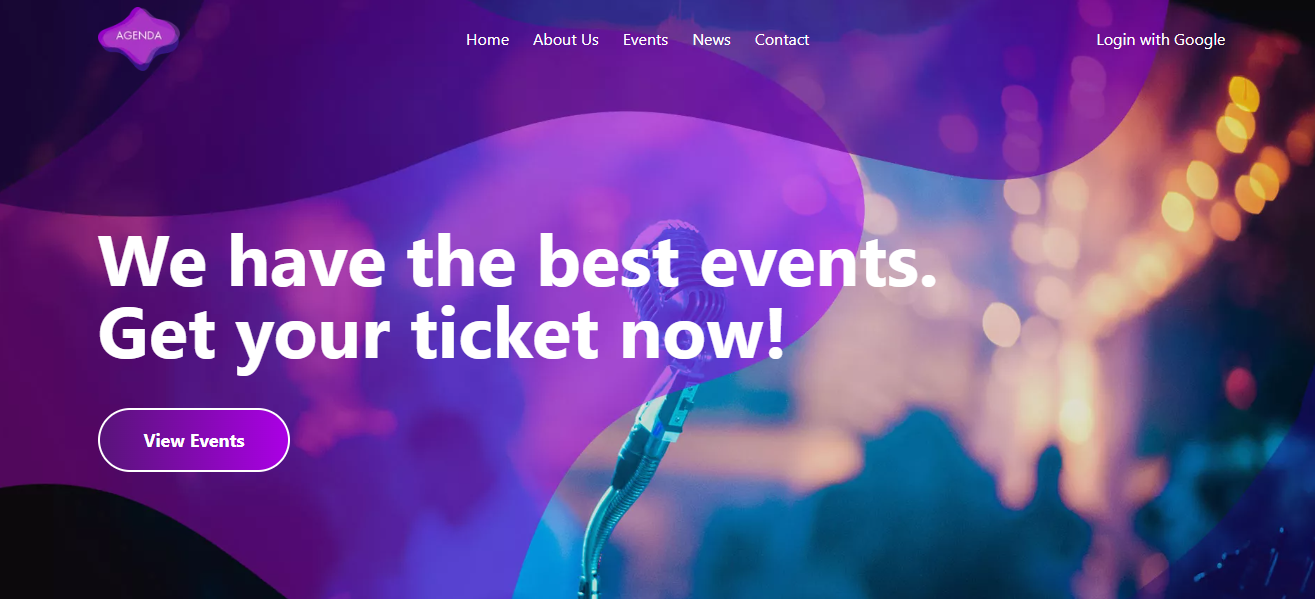 AGENDA
Home About Us Events News Contact Login with Google
We have the best events.
Get your ticket now!
View Events